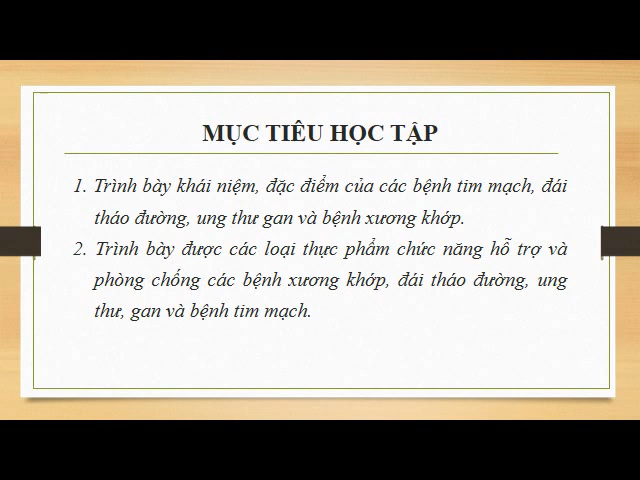 MỤC TIÊU HỌC TẬP
1. Trình bày khái niệm, đặc điểm của các bệnh tim mạch, đái
tháo đường, ung thư gan và bệnh xương khớp.
2. Trình bày được các loại thực phẩm chức năng hỗ trợ và
phòng chống các bệnh xương khớp, đái tháo đường, ung
thư, gan và bệnh tim mạch.